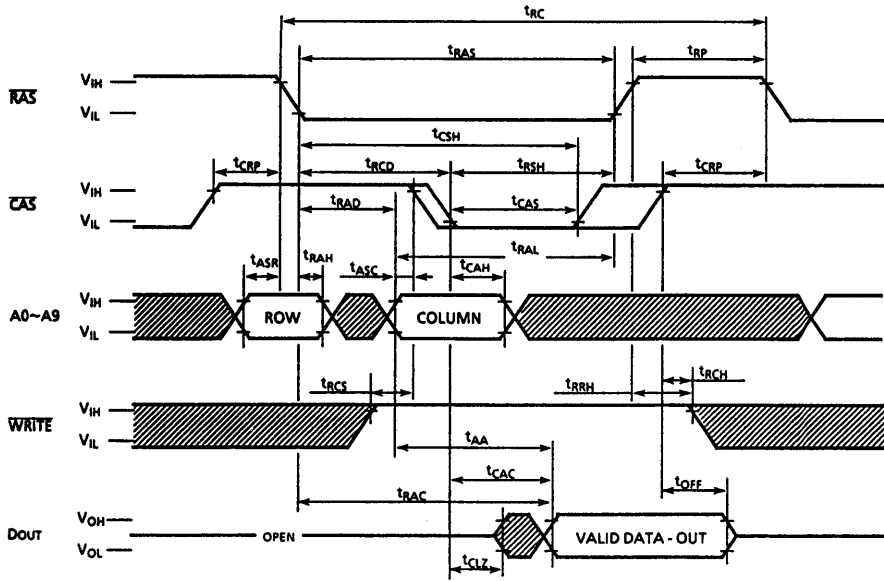 tRC
tRAS tRP
RAS VIH
VIL
tCSH
tCRP tRCD tRSH tCRP
CAS VIH
VIL
tRAD tCAS
tRAL
tASR tRAH tASC tCAH
A0~A9 VIH
VIL
ROW COLUMN
tRCS tRRH tRCH
WRITE VIH
VIL
tAA
tCAC tOFF
tRAC
DOUT VOH
VOL
OPEN VALID DATA - OUT
tCLZ